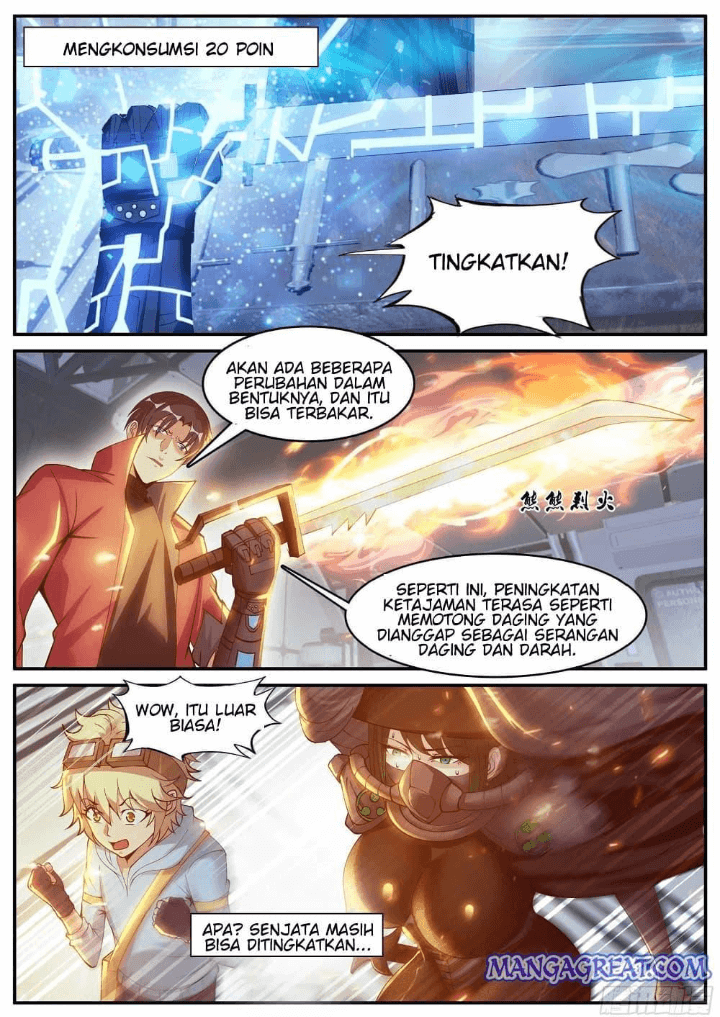 MENGKONSUMSI 20 POIN
TINGKATKAN!
AKAN ADA BEBERAPA
PERUBAHAN DALAM
BENTUKNYA, DAN ITU
BISA TERBAKAR.
熊熊烈火
SEPERTI INI, PENINGKATAN
KETAJAMAN TERASA SEPERTI
MEMOTONG DAGING YANG
DIANGGAP SEBAGAI SERANGAN
DAGING DAN DARAH.
WOW, ITU LUAR
BIASA!
APA? SENJATA MASIH
BISA DITINGKATKAN...
MANGAGREAT.COM